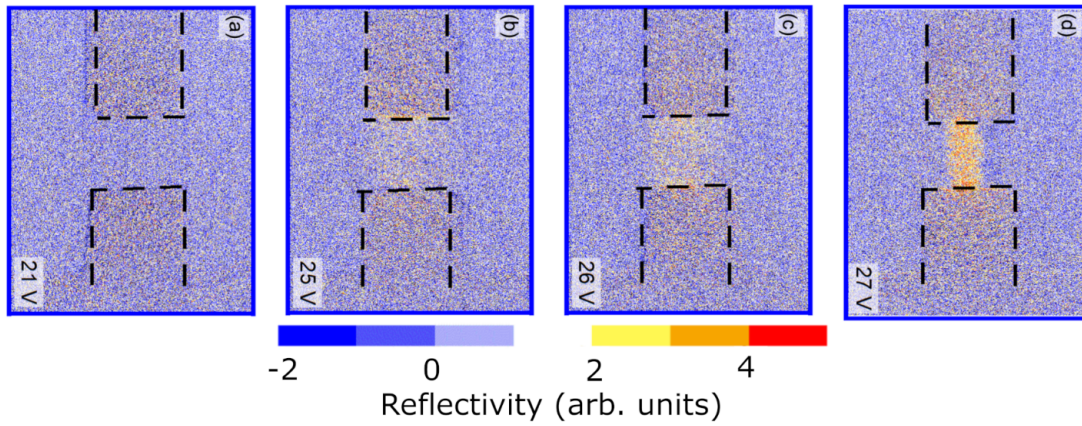 (a)
(b)
(c)
(d)
21 V
25 V
26 V
27 V
-2 0 2 4
Reflectivity (arb. units)